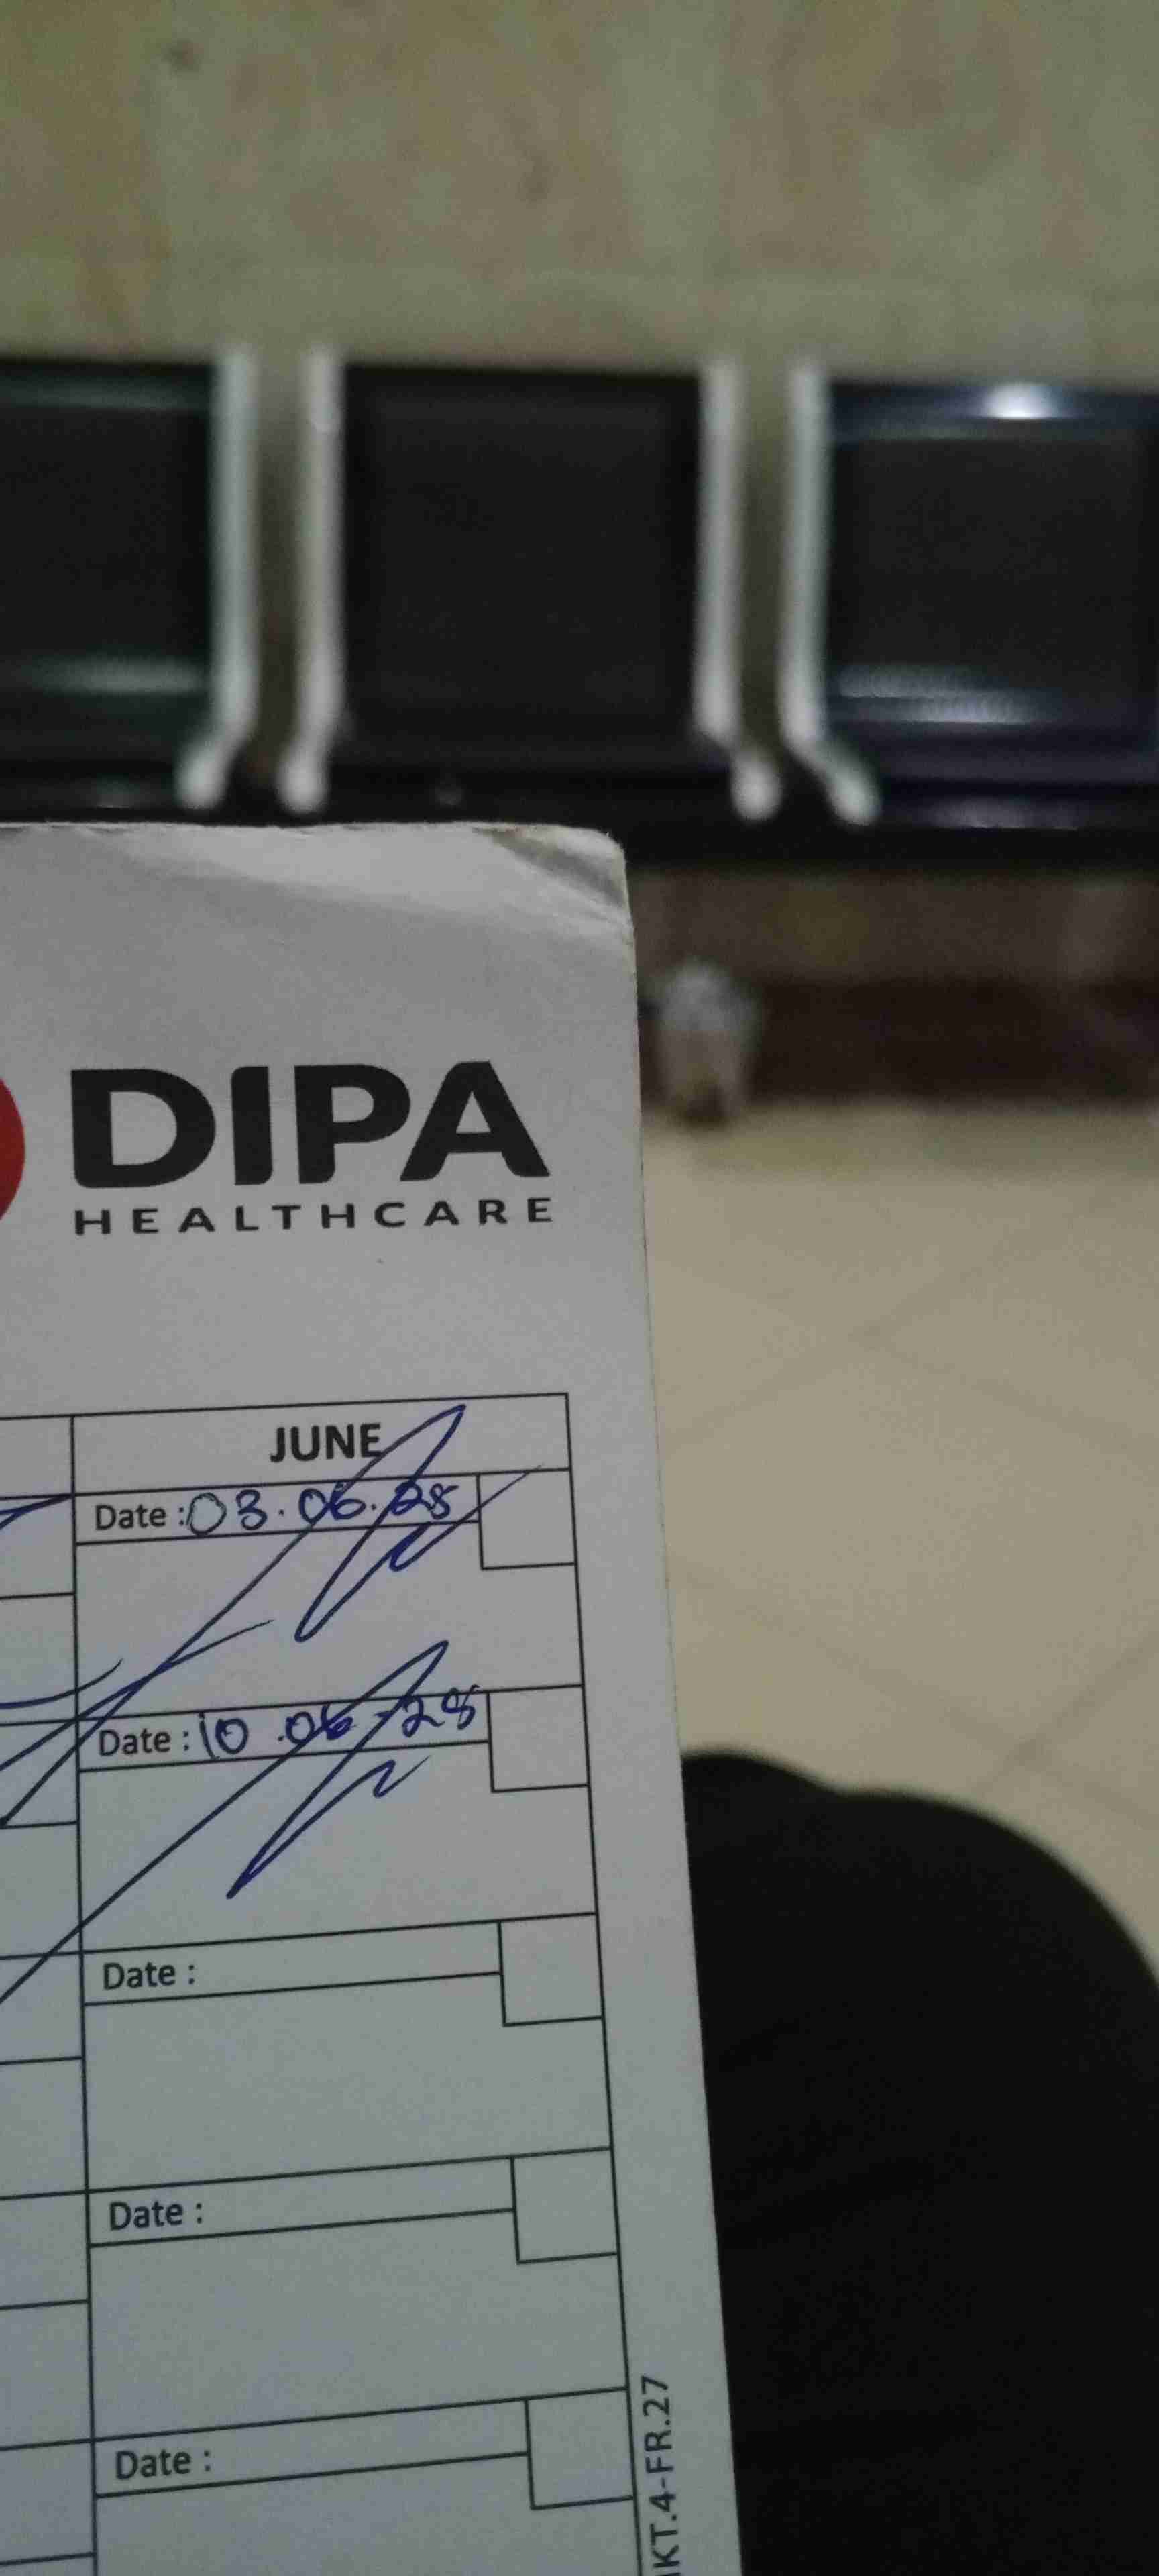 DIPA
HEALTHCARE
JUNE
Date : 03.06.25
Date : 10.06.25
Date :
Date :
Date :
KT.4-FR.27